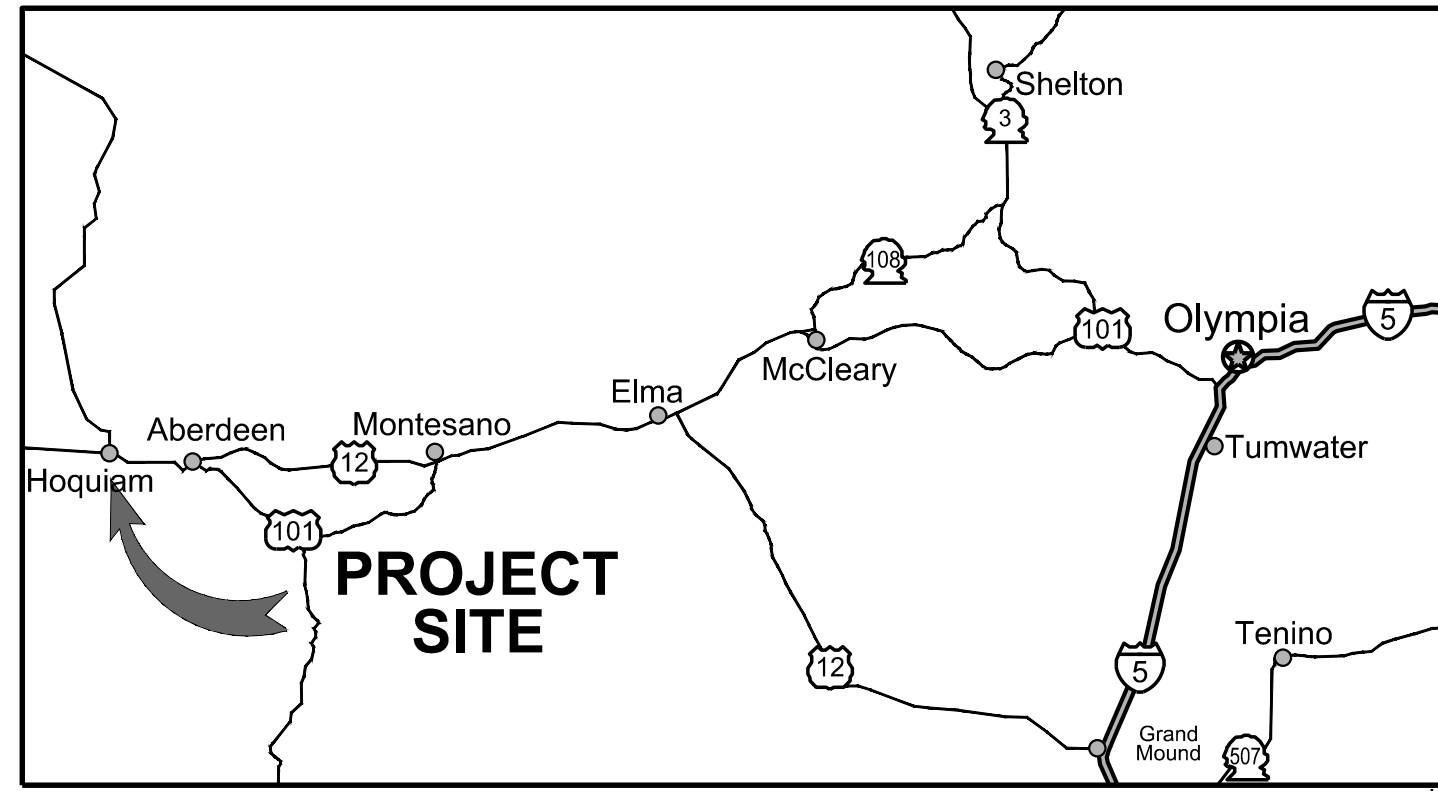 Shelton
3
108
Olympia
5
101
McCleary
Elma
Aberdeen
Montesano
12
Tumwater
Hoquiam
101
PROJECT
SITE
Tenino
12
5
Grand
Mound
507